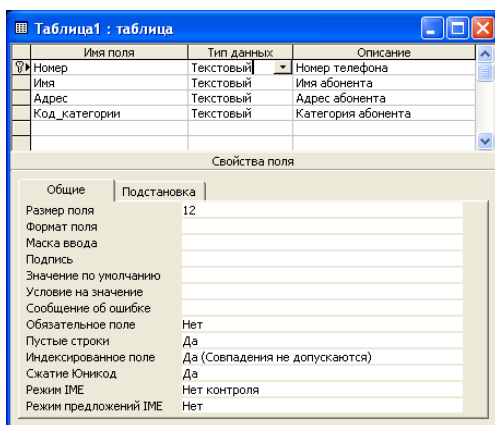 Таблица1 : таблица
Имя поля Тип данных Описание
Номер Текстовый Номер телефона
Имя Текстовый Имя абонента
Адрес Текстовый Адрес абонента
Код_категории Текстовый Категория абонента
Свойства поля
Общие Подстановка
Размер поля 12
Формат поля
Маска ввода
Подпись
Значение по умолчанию
Условие на значение
Сообщение об ошибке
Обязательное поле Нет
Пустые строки Да
Индексированное поле Да (Совпадения не допускаются)
Сжатие Юникод Да
Режим IME Нет контроля
Режим предложений IME Нет